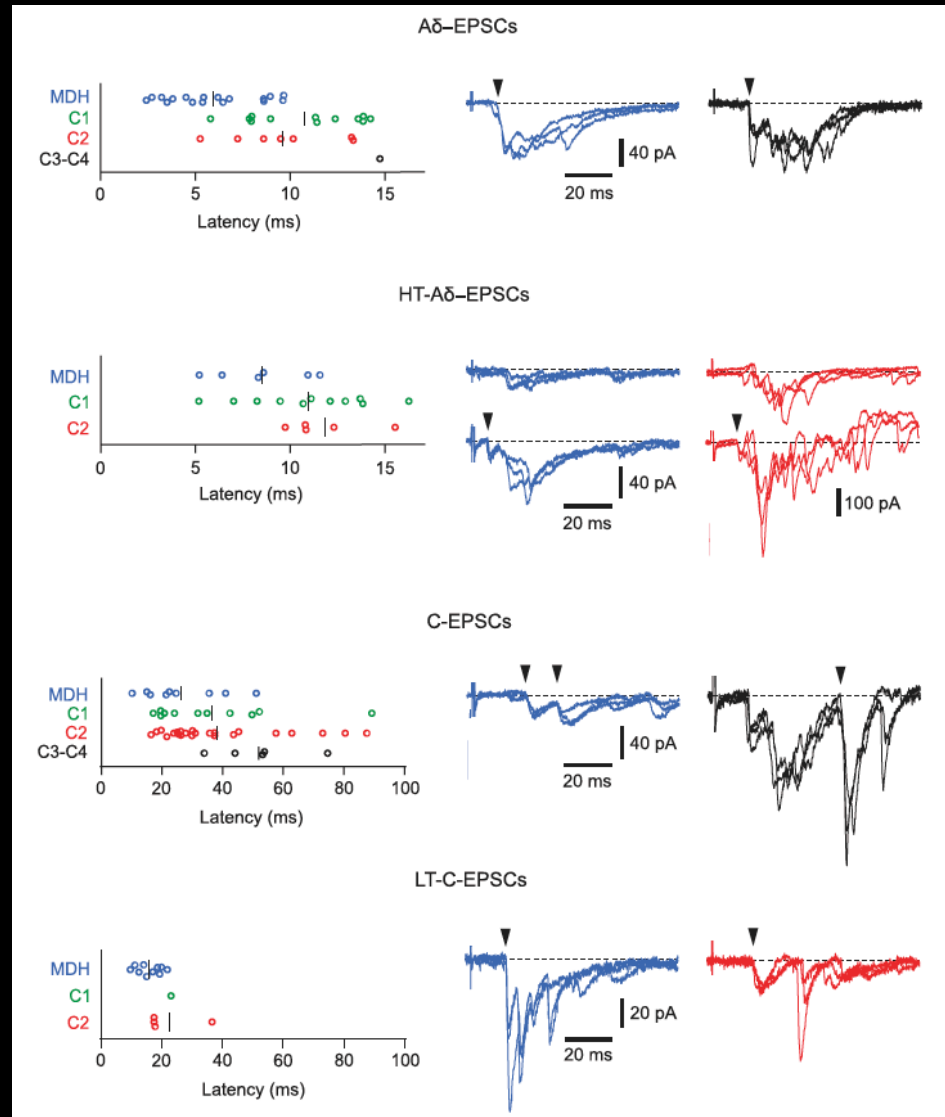 Aδ–EPSCs
MDH
C1
C2
C3-C4
0 5 10 15
Latency (ms)
40 pA
20 ms
HT-Aδ–EPSCs
MDH
C1
C2
0 5 10 15
Latency (ms)
40 pA
20 ms
100 pA
C-EPSCs
MDH
C1
C2
C3-C4
0 20 40 60 80 100
Latency (ms)
40 pA
20 ms
LT-C-EPSCs
MDH
C1
C2
0 20 40 60 80 100
Latency (ms)
20 pA
20 ms